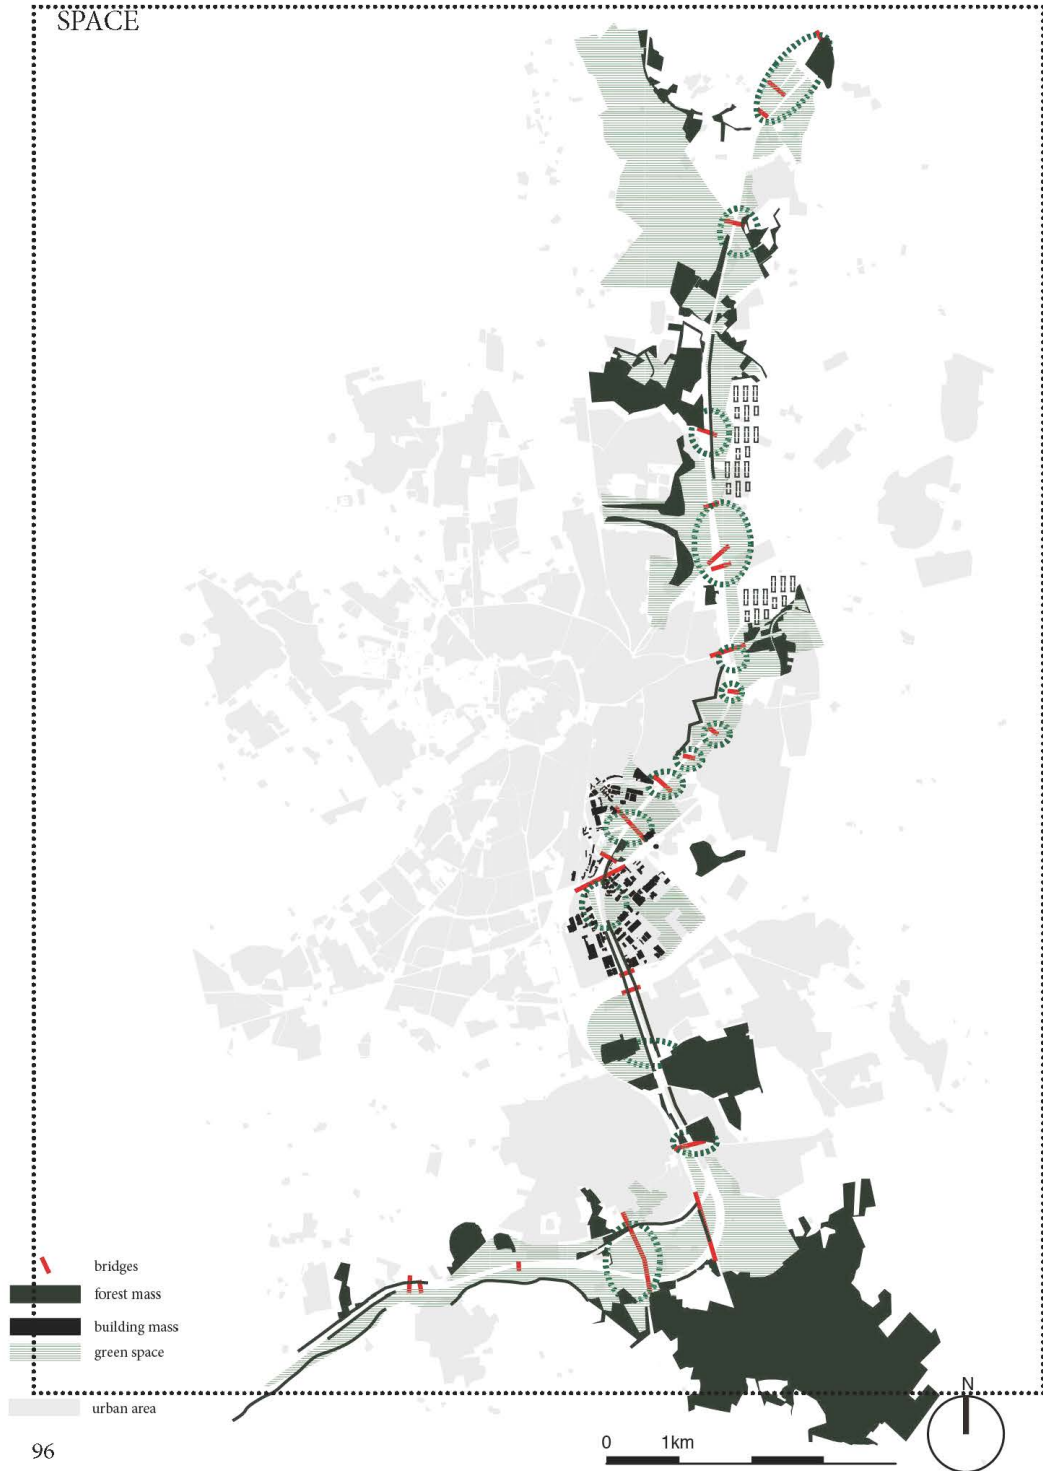 SPACE
bridges
forest mass
building mass
green space
urban area
N
0 1km
96